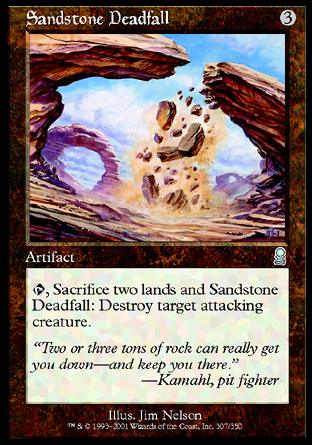 Sandstone Deadfall 3
Artifact
, Sacrifice two lands and Sandstone
Deadfall: Destroy target attacking
creature.
“Two or three tons of rock can really get
you down—and keep you there.”
—Kamahl, pit fighter
Illus. Jim Nelson
™ & © 1993–2001 Wizards of the Coast, Inc. 307/350